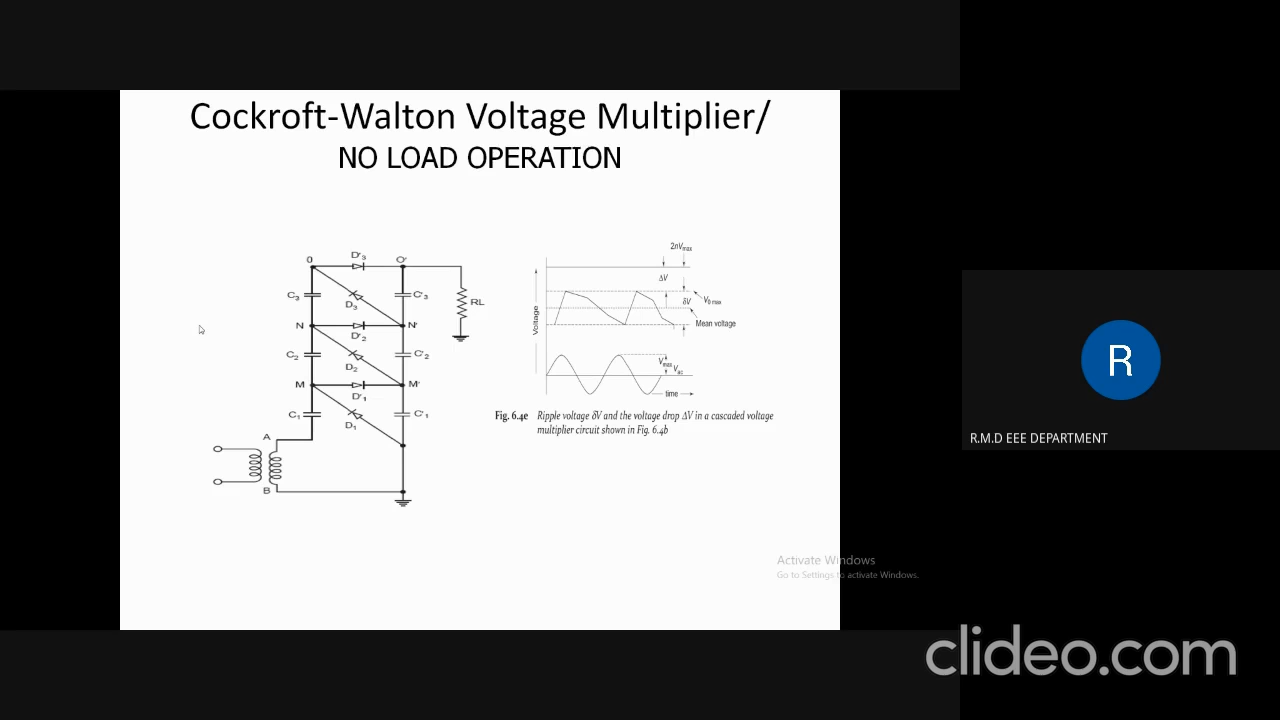 Cockroft-Walton Voltage Multiplier/
NO LOAD OPERATION
0
D'₃
O'
C₃
D₃
C'₃
RL
N
D'₂
N'
C₂
D₂
C'₂
M
D'₁
M'
C₁
D₁
C'₁
A
B
2nVmax
ΔV
δV
V₀ max
Mean voltage
Voltage
Vmax
Vac
time
Fig. 6.4e Ripple voltage δV and the voltage drop ΔV in a cascaded voltage
multiplier circuit shown in Fig. 6.4b
R
R.M.D EEE DEPARTMENT
Activate Windows
Go to Settings to activate Windows.
clideo.com